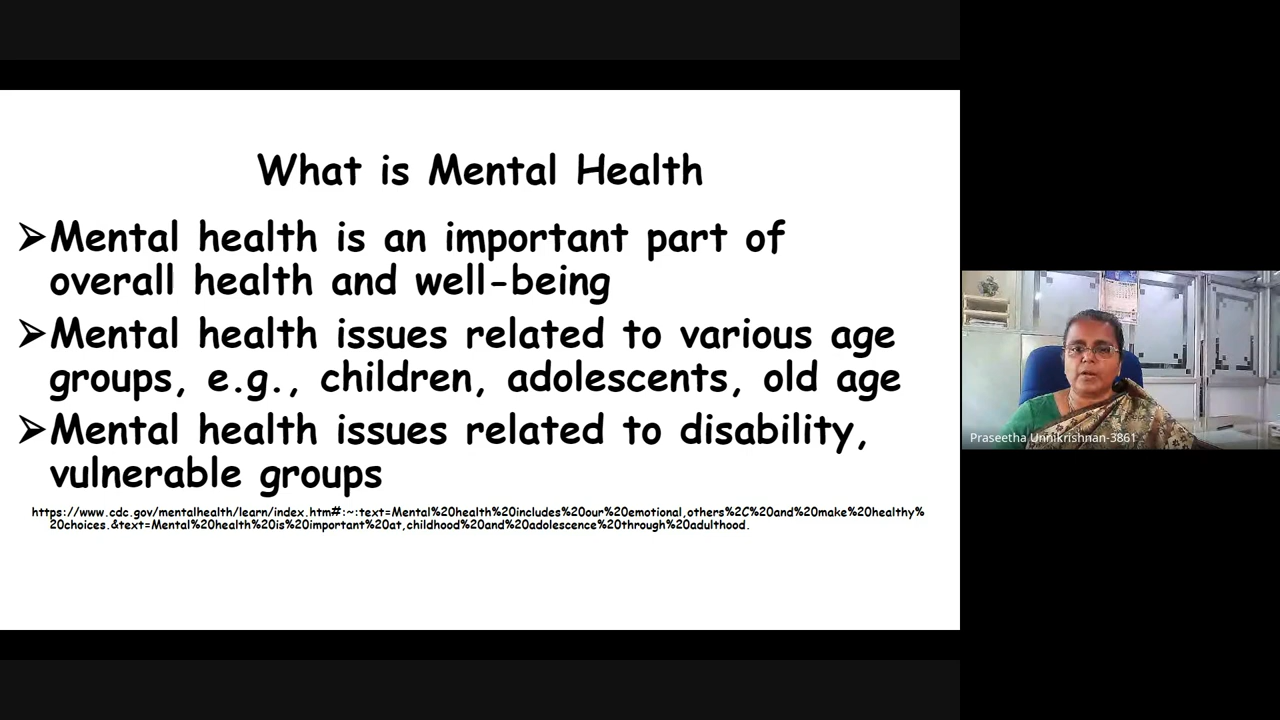 What is Mental Health
➢Mental health is an important part of
overall health and well-being
➢Mental health issues related to various age
groups, e.g., children, adolescents, old age
➢Mental health issues related to disability,
vulnerable groups
https://www.cdc.gov/mentalhealth/learn/index.htm#:~:text=Mental%20health%20includes%20our%20emotional,others%2C%20and%20make%20healthy%
20choices.&text=Mental%20health%20is%20important%20at,childhood%20and%20adolescence%20through%20adulthood.
Praseetha Unnikrishnan-3861